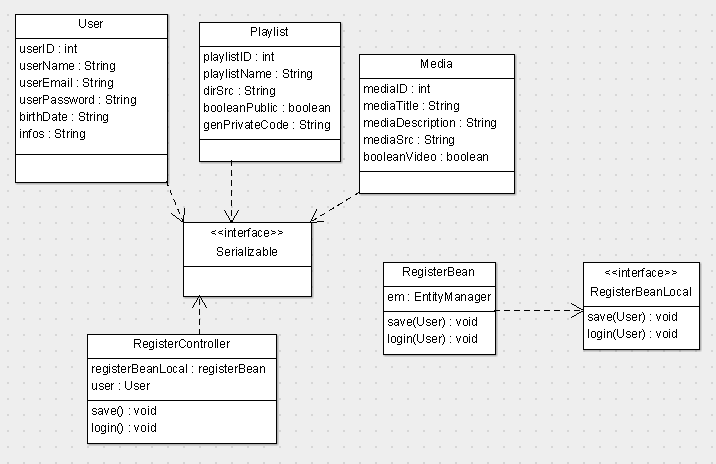 User
userID : int
userName : String
userEmail : String
userPassword : String
birthDate : String
infos : String
Playlist
playlistID : int
playlistName : String
dirSrc : String
booleanPublic : boolean
genPrivateCode : String
Media
mediaID : int
mediaTitle : String
mediaDescription : String
mediaSrc : String
booleanVideo : boolean
<<interface>>
Serializable
RegisterBean
em : EntityManager
save(User) : void
login(User) : void
<<interface>>
RegisterBeanLocal
save(User) : void
login(User) : void
RegisterController
registerBeanLocal : registerBean
user : User
save() : void
login() : void